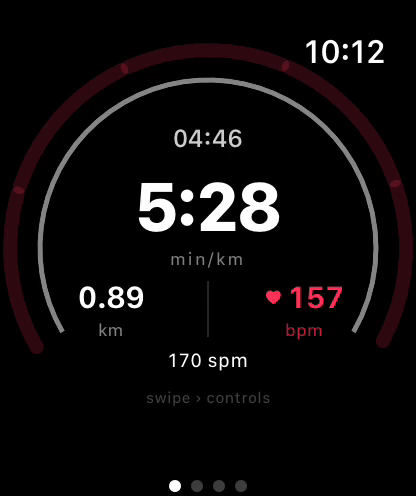 10:12
04:46
5:28
min/km
0.89
km
157
bpm
170 spm
swipe › controls